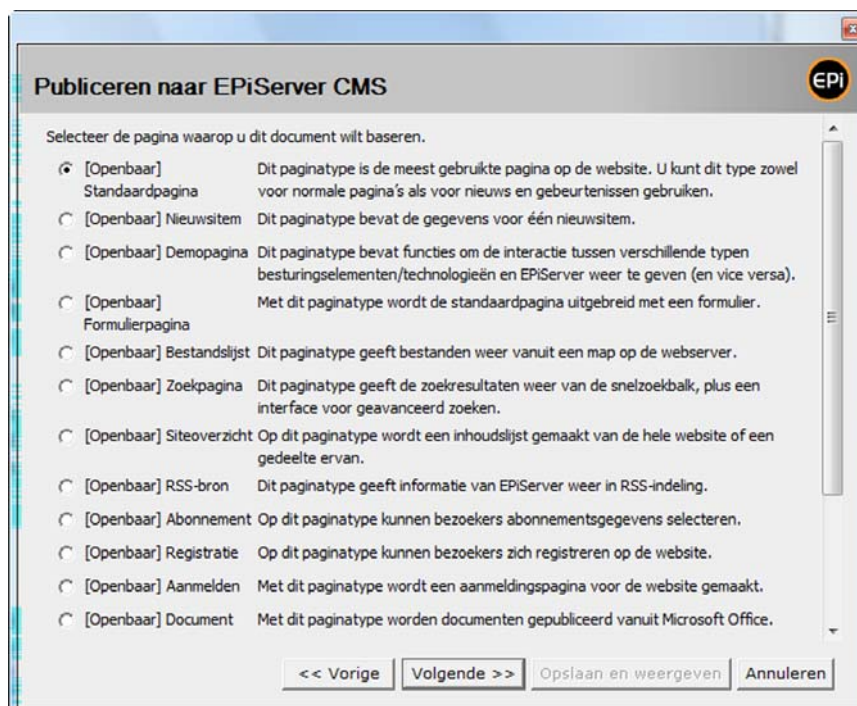 Publiceren naar EPiServer CMS
EPi
Selecteer de pagina waarop u dit document wilt baseren.
[Openbaar] Dit paginatype is de meest gebruikte pagina op de website. U kunt dit type zowel
Standaardpagina voor normale pagina's als voor nieuws en gebeurtenissen gebruiken.
[Openbaar] Nieuwsitem Dit paginatype bevat de gegevens voor één nieuwsitem.
[Openbaar] Demopagina Dit paginatype bevat functies om de interactie tussen verschillende typen
besturingselementen/technologieën en EPiServer weer te geven (en vice versa).
[Openbaar] Met dit paginatype wordt de standaardpagina uitgebreid met een formulier.
Formulierpagina
[Openbaar] Bestandslijst Dit paginatype geeft bestanden weer vanuit een map op de webserver.
[Openbaar] Zoekpagina Dit paginatype geeft de zoekresultaten weer van de snelzoekbalk, plus een
interface voor geavanceerd zoeken.
[Openbaar] Siteoverzicht Op dit paginatype wordt een inhoudslijst gemaakt van de hele website of een
gedeelte ervan.
[Openbaar] RSS-bron Dit paginatype geeft informatie van EPiServer weer in RSS-indeling.
[Openbaar] Abonnement Op dit paginatype kunnen bezoekers abonnementsgegevens selecteren.
[Openbaar] Registratie Op dit paginatype kunnen bezoekers zich registreren op de website.
[Openbaar] Aanmelden Met dit paginatype wordt een aanmeldingspagina voor de website gemaakt.
[Openbaar] Document Met dit paginatype worden documenten gepubliceerd vanuit Microsoft Office.
<< Vorige Volgende >> Opslaan en weergeven Annuleren